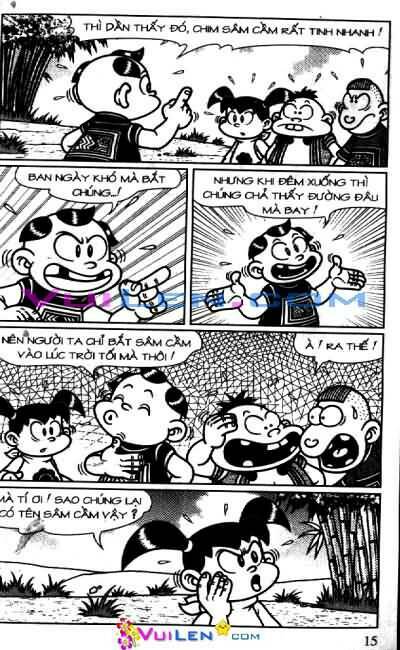 THÌ DẦN THẤY ĐÓ, CHIM SÂM CẦM RẤT TINH NHANH!
BAN NGÀY KHÓ MÀ BẮT
CHÚNG..!
NHƯNG KHI ĐÊM XUỐNG THÌ
CHÚNG CHẢ THẤY ĐƯỜNG ĐÂU
MÀ BAY!
VUILEN.COM
NÊN NGƯỜI TA CHỈ BẮT SÂM CẦM
VÀO LÚC TRỜI TỐI MÀ THÔI!
À! RA THẾ!
MÀ TÍ ƠI! SAO CHÚNG LẠI
CÓ TÊN SÂM CẦM VẬY?
15
VUILEN.COM